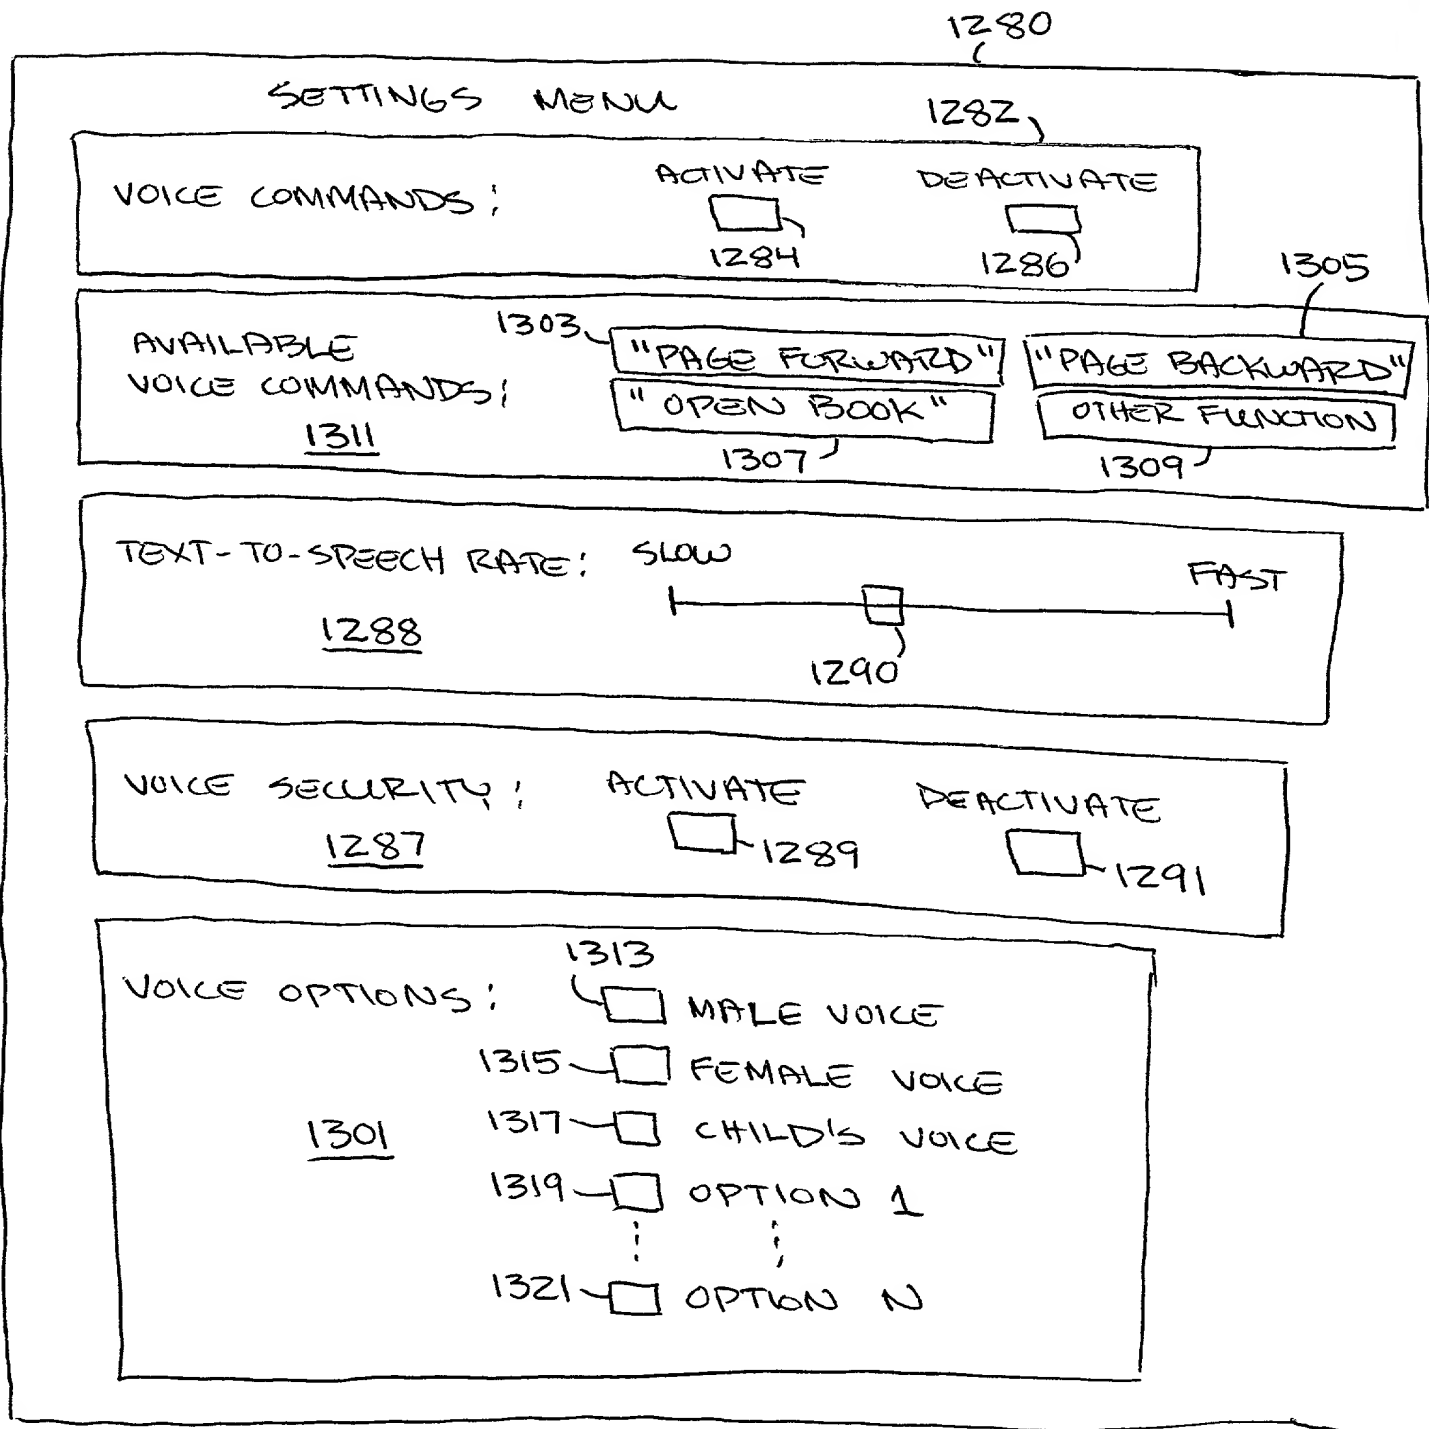 1280
SETTINGS MENU
1282
VOICE COMMANDS: ACTIVATE DEACTIVATE
1284 1286
1305
AVAILABLE
VOICE COMMANDS:
1311
1303 "PAGE FORWARD" "PAGE BACKWARD"
"OPEN BOOK" OTHER FUNCTION
1307 1309
TEXT-TO-SPEECH RATE: SLOW FAST
1288
1290
VOICE SECURITY: ACTIVATE DEACTIVATE
1287 1289 1291
1313
VOICE OPTIONS: MALE VOICE
1315 FEMALE VOICE
1301
1317 CHILD'S VOICE
1319 OPTION 1
1321 OPTION N